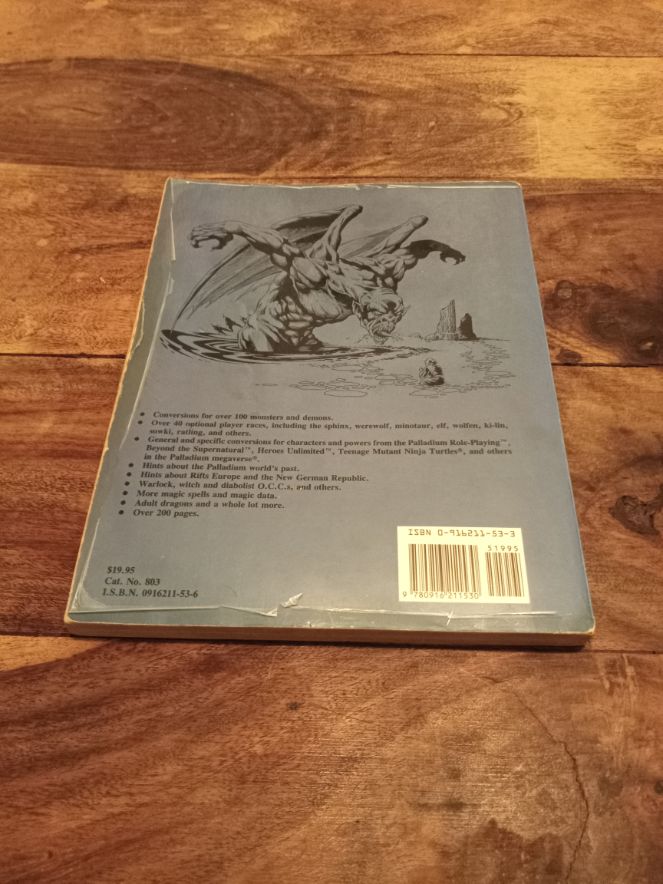 • Conversions for over 100 monsters and demons.
• Over 40 optional player races, including the sphinx, werewolf, minotaur, elf, wolfen, ki-lin,
sowki, ratling, and others.
• General and specific conversions for characters and powers from the Palladium Role-Playing™,
Beyond the Supernatural™, Heroes Unlimited™, Teenage Mutant Ninja Turtles®, and others
in the Palladium megaverse®.
• Hints about the Palladium world's past.
• Hints about Rifts Europe and the New German Republic.
• Warlock, witch and diabolist O.C.C.s, and others.
• More magic spells and magic data.
• Adult dragons and a whole lot more.
• Over 200 pages.
$19.95
Cat. No. 803
I.S.B.N. 0916211-53-6
ISBN 0-916211-53-3
51995
9 780916 211530